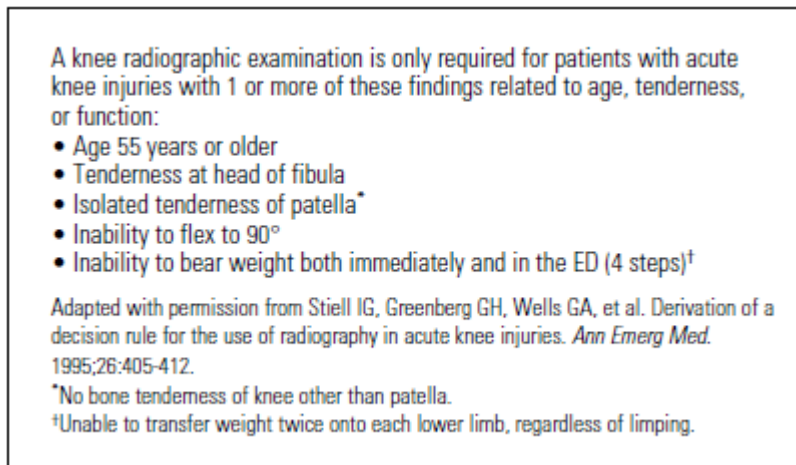 A knee radiographic examination is only required for patients with acute
knee injuries with 1 or more of these findings related to age, tenderness,
or function:
• Age 55 years or older
• Tenderness at head of fibula
• Isolated tenderness of patella*
• Inability to flex to 90°
• Inability to bear weight both immediately and in the ED (4 steps)†
Adapted with permission from Stiell IG, Greenberg GH, Wells GA, et al. Derivation of a
decision rule for the use of radiography in acute knee injuries. Ann Emerg Med.
1995;26:405-412.
*No bone tenderness of knee other than patella.
†Unable to transfer weight twice onto each lower limb, regardless of limping.